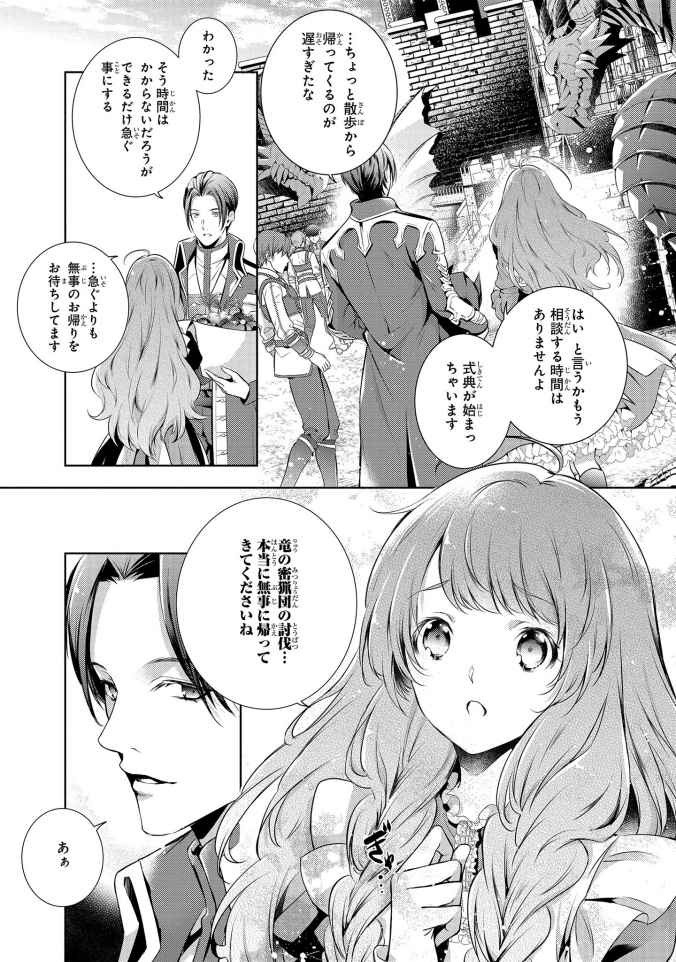 …ちょっと散歩から
帰ってくるのが
遅すぎたな
はい と言うかもう
相談する時間は
ありませんよ
式典が始まっ
ちゃいます
わかった
そう時間は
かからないだろうが
できるだけ急ぐ
事にする
…急ぐよりも
無事のお帰りを
お待ちしてます
竜の密猟団の討伐…
本当に無事に帰って
きてくださいね
ぎゅっ…
あぁ